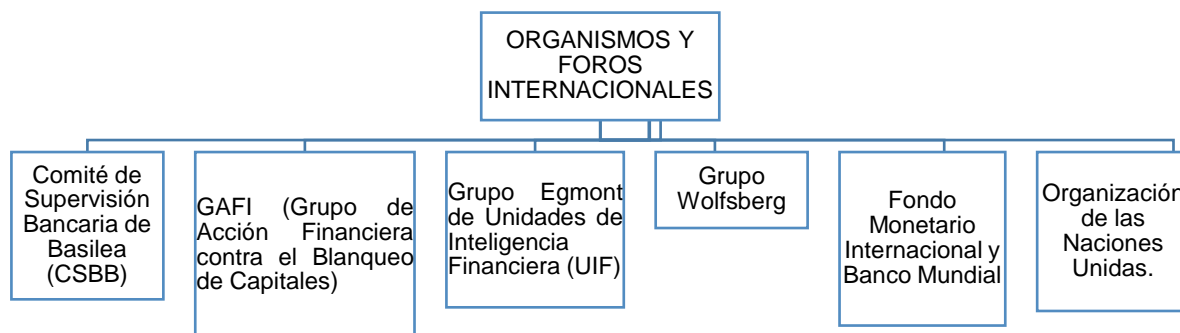 ORGANISMOS Y
FOROS
INTERNACIONALES
Comité de
Supervisión
Bancaria de
Basilea
(CSBB)
GAFI (Grupo de
Acción Financiera
contra el Blanqueo
de Capitales)
Grupo Egmont
de Unidades de
Inteligencia
Financiera (UIF)
Grupo
Wolfsberg
Fondo
Monetario
Internacional y
Banco Mundial
Organización
de las
Naciones
Unidas.